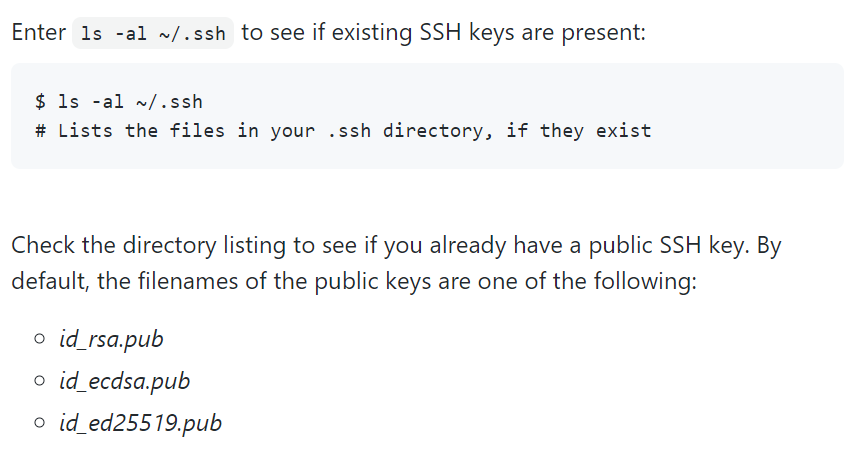 Enter ls -al ~/.ssh to see if existing SSH keys are present:
$ ls -al ~/.ssh
# Lists the files in your .ssh directory, if they exist
Check the directory listing to see if you already have a public SSH key. By
default, the filenames of the public keys are one of the following:
id_rsa.pub
id_ecdsa.pub
id_ed25519.pub